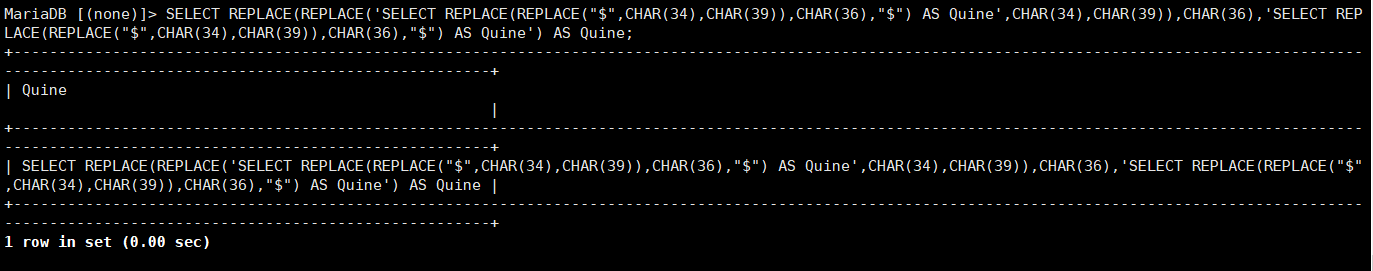 MariaDB [(none)]> SELECT REPLACE(REPLACE('SELECT REPLACE(REPLACE("$",CHAR(34),CHAR(39)),CHAR(36),"$") AS Quine',CHAR(34),CHAR(39)),CHAR(36),'SELECT REP
LACE(REPLACE("$",CHAR(34),CHAR(39)),CHAR(36),"$") AS Quine') AS Quine;
+------------------------------------------------------------------------------------------------------------------------------------------------------
------------------------------------------------------+
| Quine
|
+------------------------------------------------------------------------------------------------------------------------------------------------------
------------------------------------------------------+
| SELECT REPLACE(REPLACE('SELECT REPLACE(REPLACE("$",CHAR(34),CHAR(39)),CHAR(36),"$") AS Quine',CHAR(34),CHAR(39)),CHAR(36),'SELECT REPLACE(REPLACE("$"
,CHAR(34),CHAR(39)),CHAR(36),"$") AS Quine') AS Quine |
+------------------------------------------------------------------------------------------------------------------------------------------------------
------------------------------------------------------+
1 row in set (0.00 sec)